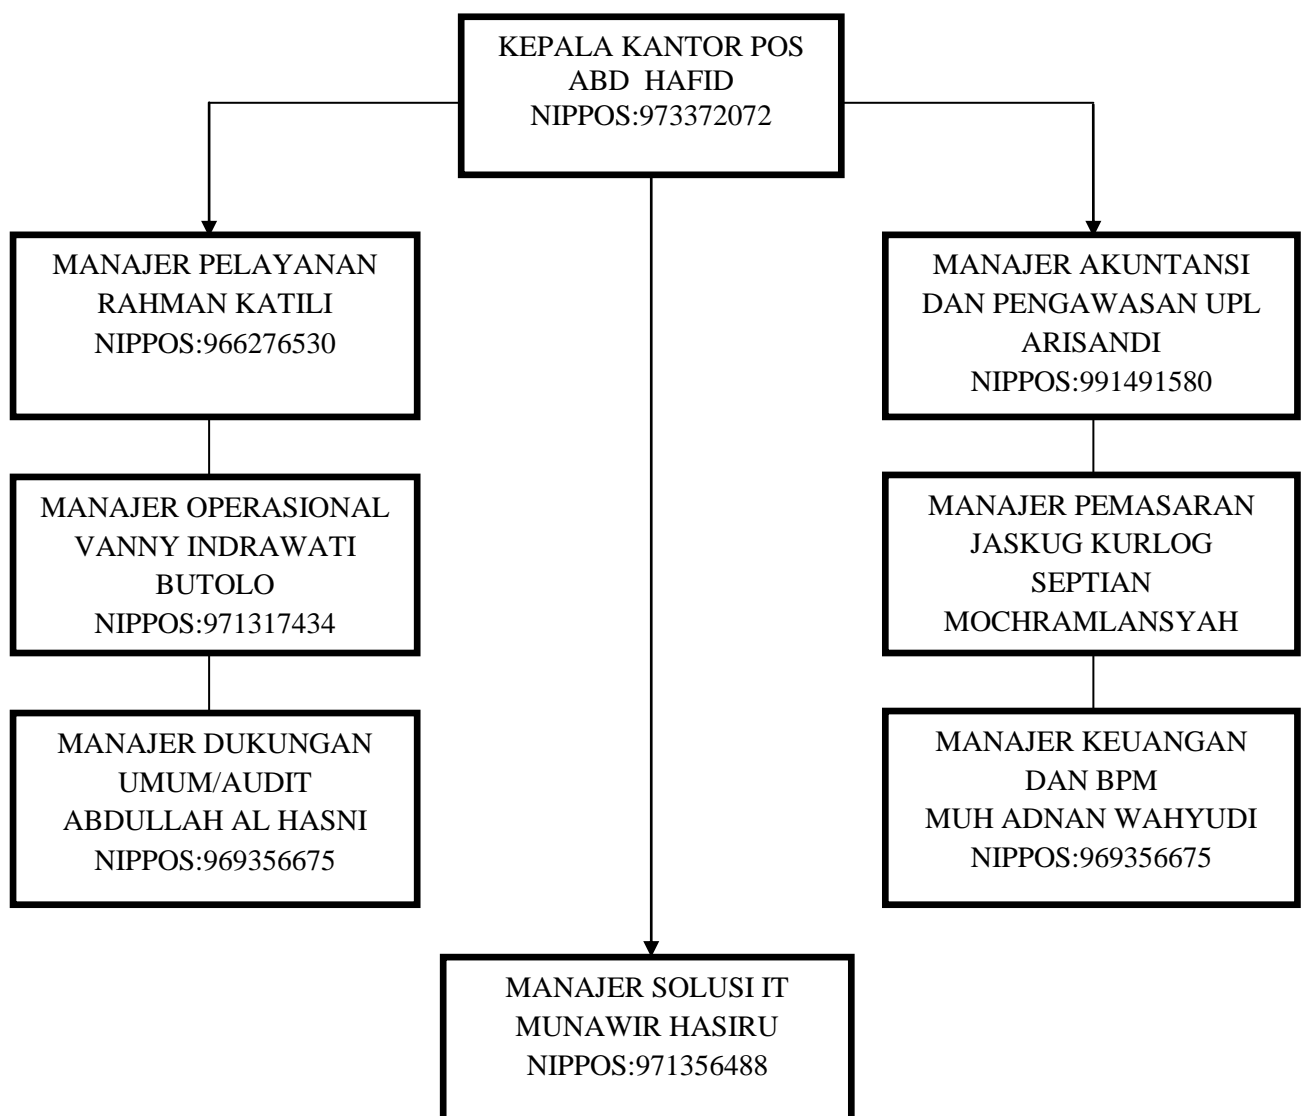 KEPALA KANTOR POS
ABD HAFID
NIPPOS:973372072
MANAJER PELAYANAN
RAHMAN KATILI
NIPPOS:966276530
MANAJER AKUNTANSI
DAN PENGAWASAN UPL
ARISANDI
NIPPOS:991491580
MANAJER OPERASIONAL
VANNY INDRAWATI
BUTOLO
NIPPOS:971317434
MANAJER PEMASARAN
JASKUG KURLOG
SEPTIAN
MOCHRAMLANSYAH
MANAJER DUKUNGAN
UMUM/AUDIT
ABDULLAH AL HASNI
NIPPOS:969356675
MANAJER KEUANGAN
DAN BPM
MUH ADNAN WAHYUDI
NIPPOS:969356675
MANAJER SOLUSI IT
MUNAWIR HASIRU
NIPPOS:971356488